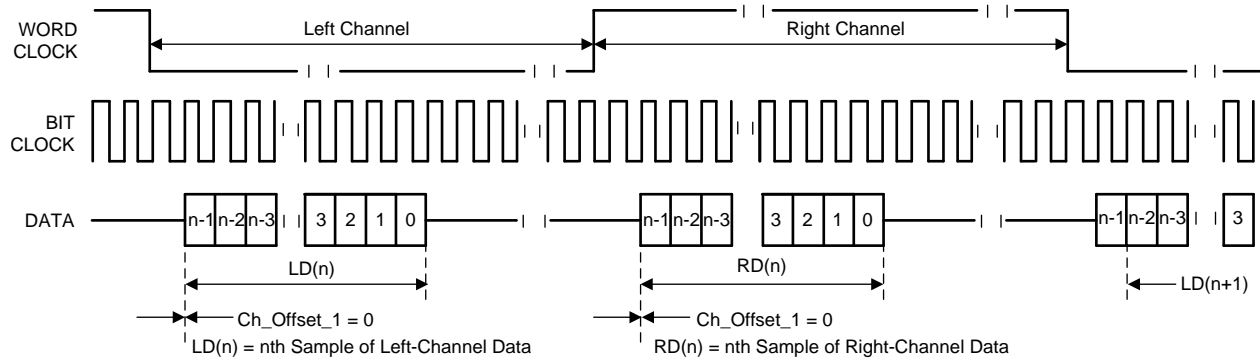 WORD
CLOCK
Left Channel
Right Channel
BIT
CLOCK
DATA
n-1 n-2 n-3 3 2 1 0 n-1 n-2 n-3 3 2 1 0 n-1 n-2 n-3 3
LD(n)
RD(n)
LD(n+1)
Ch_Offset_1 = 0
Ch_Offset_1 = 0
LD(n) = nth Sample of Left-Channel Data
RD(n) = nth Sample of Right-Channel Data